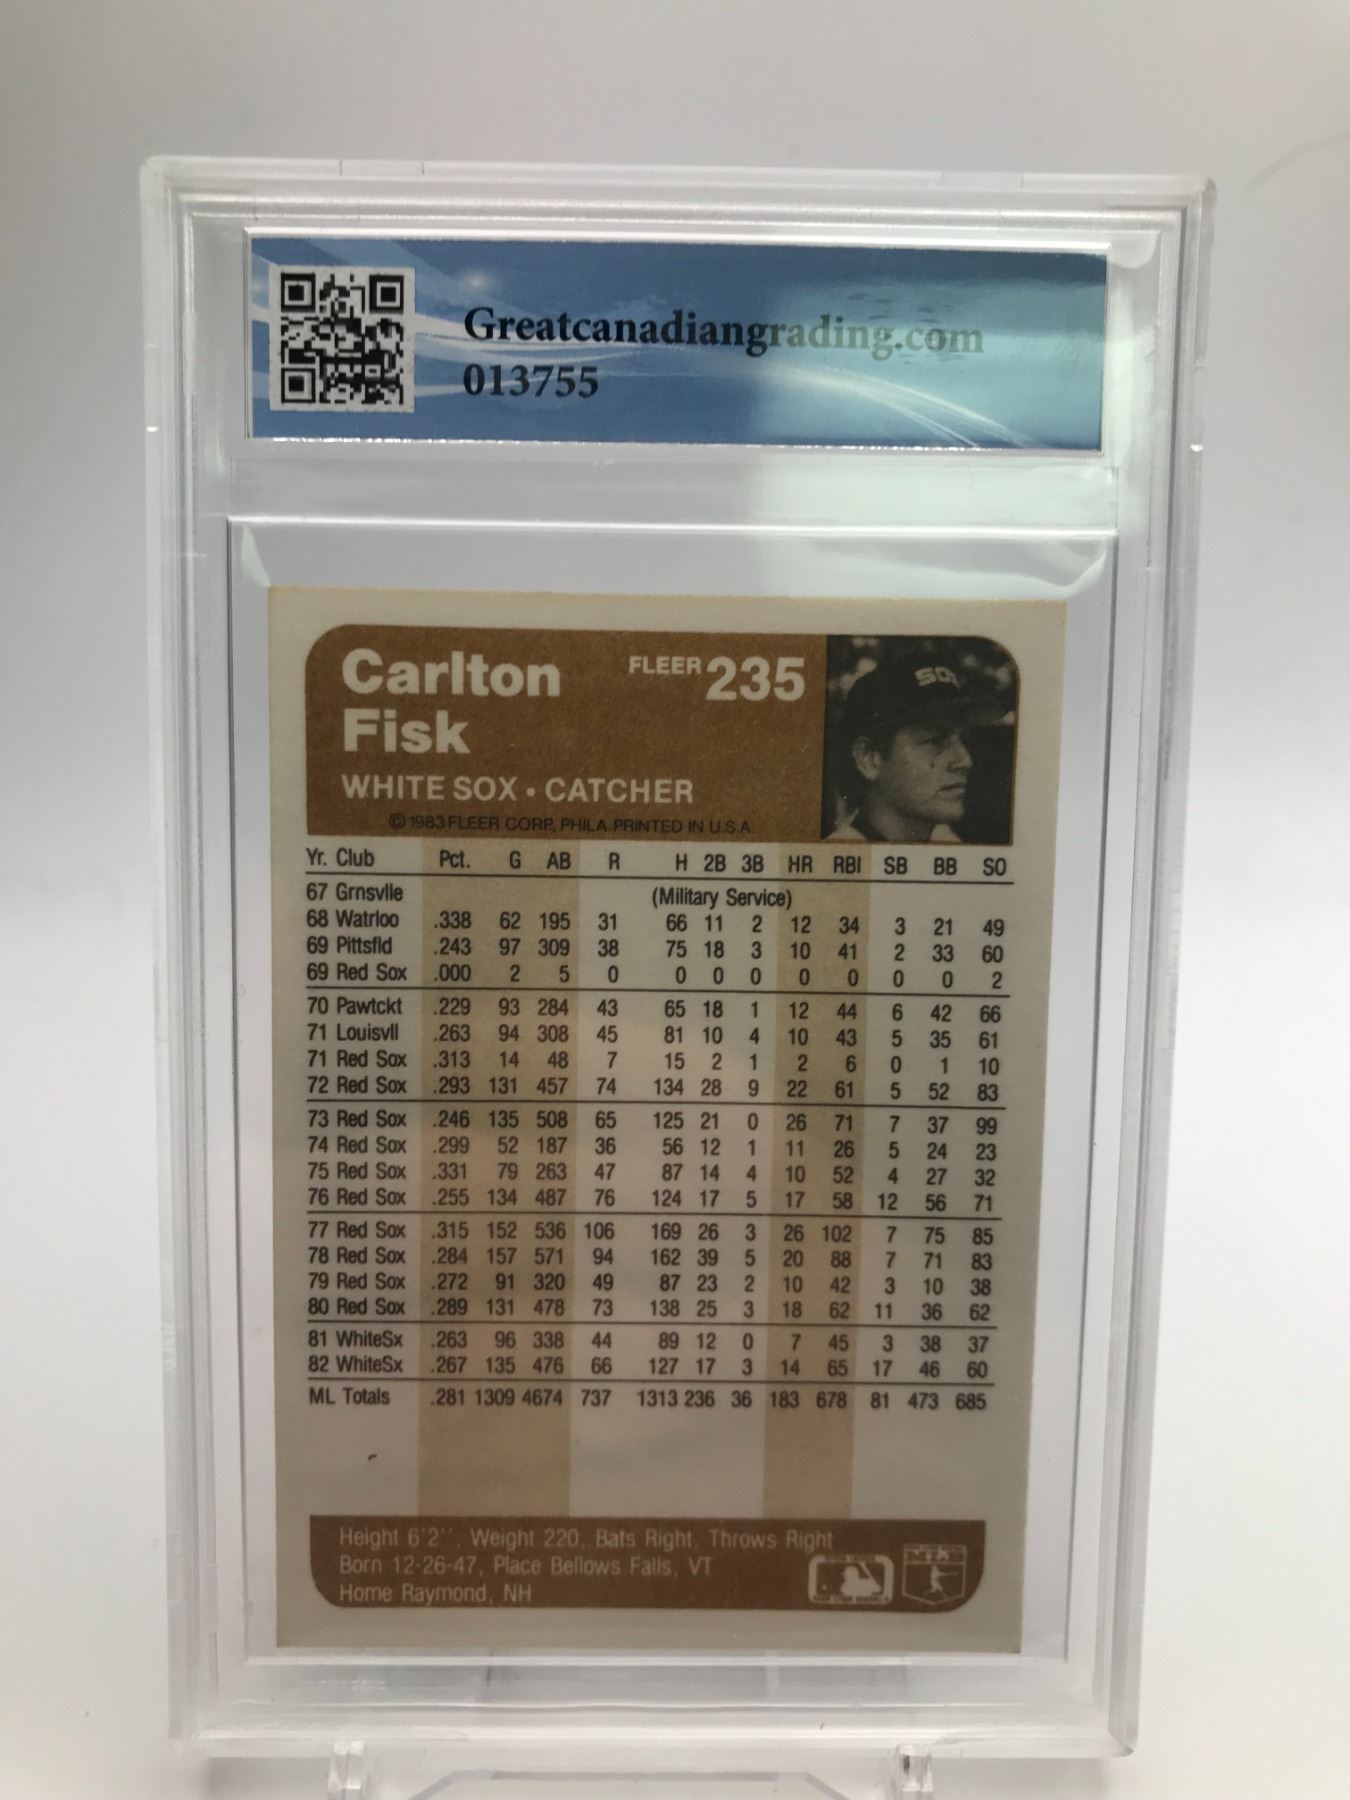 Greatcanadiangrading.com
013755
Carlton FLEER 235
Fisk
SOX
WHITE SOX • CATCHER
© 1983 FLEER CORP., PHILA. PRINTED IN U.S.A.
Yr. Club Pct. G AB R H 2B 3B HR RBI SB BB SO
67 Grnsvlle (Military Service)
68 Watrloo .338 62 195 31 66 11 2 12 34 3 21 49
69 Pittsfld .243 97 309 38 75 18 3 10 41 2 33 60
69 Red Sox .000 2 5 0 0 0 0 0 0 0 0 2
70 Pawtckt .229 93 284 43 65 18 1 12 44 6 42 66
71 Louisvll .263 94 308 45 81 10 4 10 43 5 35 61
71 Red Sox .313 14 48 7 15 2 1 2 6 0 1 10
72 Red Sox .293 131 457 74 134 28 9 22 61 5 52 83
73 Red Sox .246 135 508 65 125 21 0 26 71 7 37 99
74 Red Sox .299 52 187 36 56 12 1 11 26 5 24 23
75 Red Sox .331 79 263 47 87 14 4 10 52 4 27 32
76 Red Sox .255 134 487 76 124 17 5 17 58 12 56 71
77 Red Sox .315 152 536 106 169 26 3 26 102 7 75 85
78 Red Sox .284 157 571 94 162 39 5 20 88 7 71 83
79 Red Sox .272 91 320 49 87 23 2 10 42 3 10 38
80 Red Sox .289 131 478 73 138 25 3 18 62 11 36 62
81 WhiteSx .263 96 338 44 89 12 0 7 45 3 38 37
82 WhiteSx .267 135 476 66 127 17 3 14 65 17 46 60
ML Totals .281 1309 4674 737 1313 236 36 183 678 81 473 685
Height 6'2", Weight 220, Bats Right, Throws Right
Born 12-26-47, Place Bellows Falls, VT
Home Raymond, NH